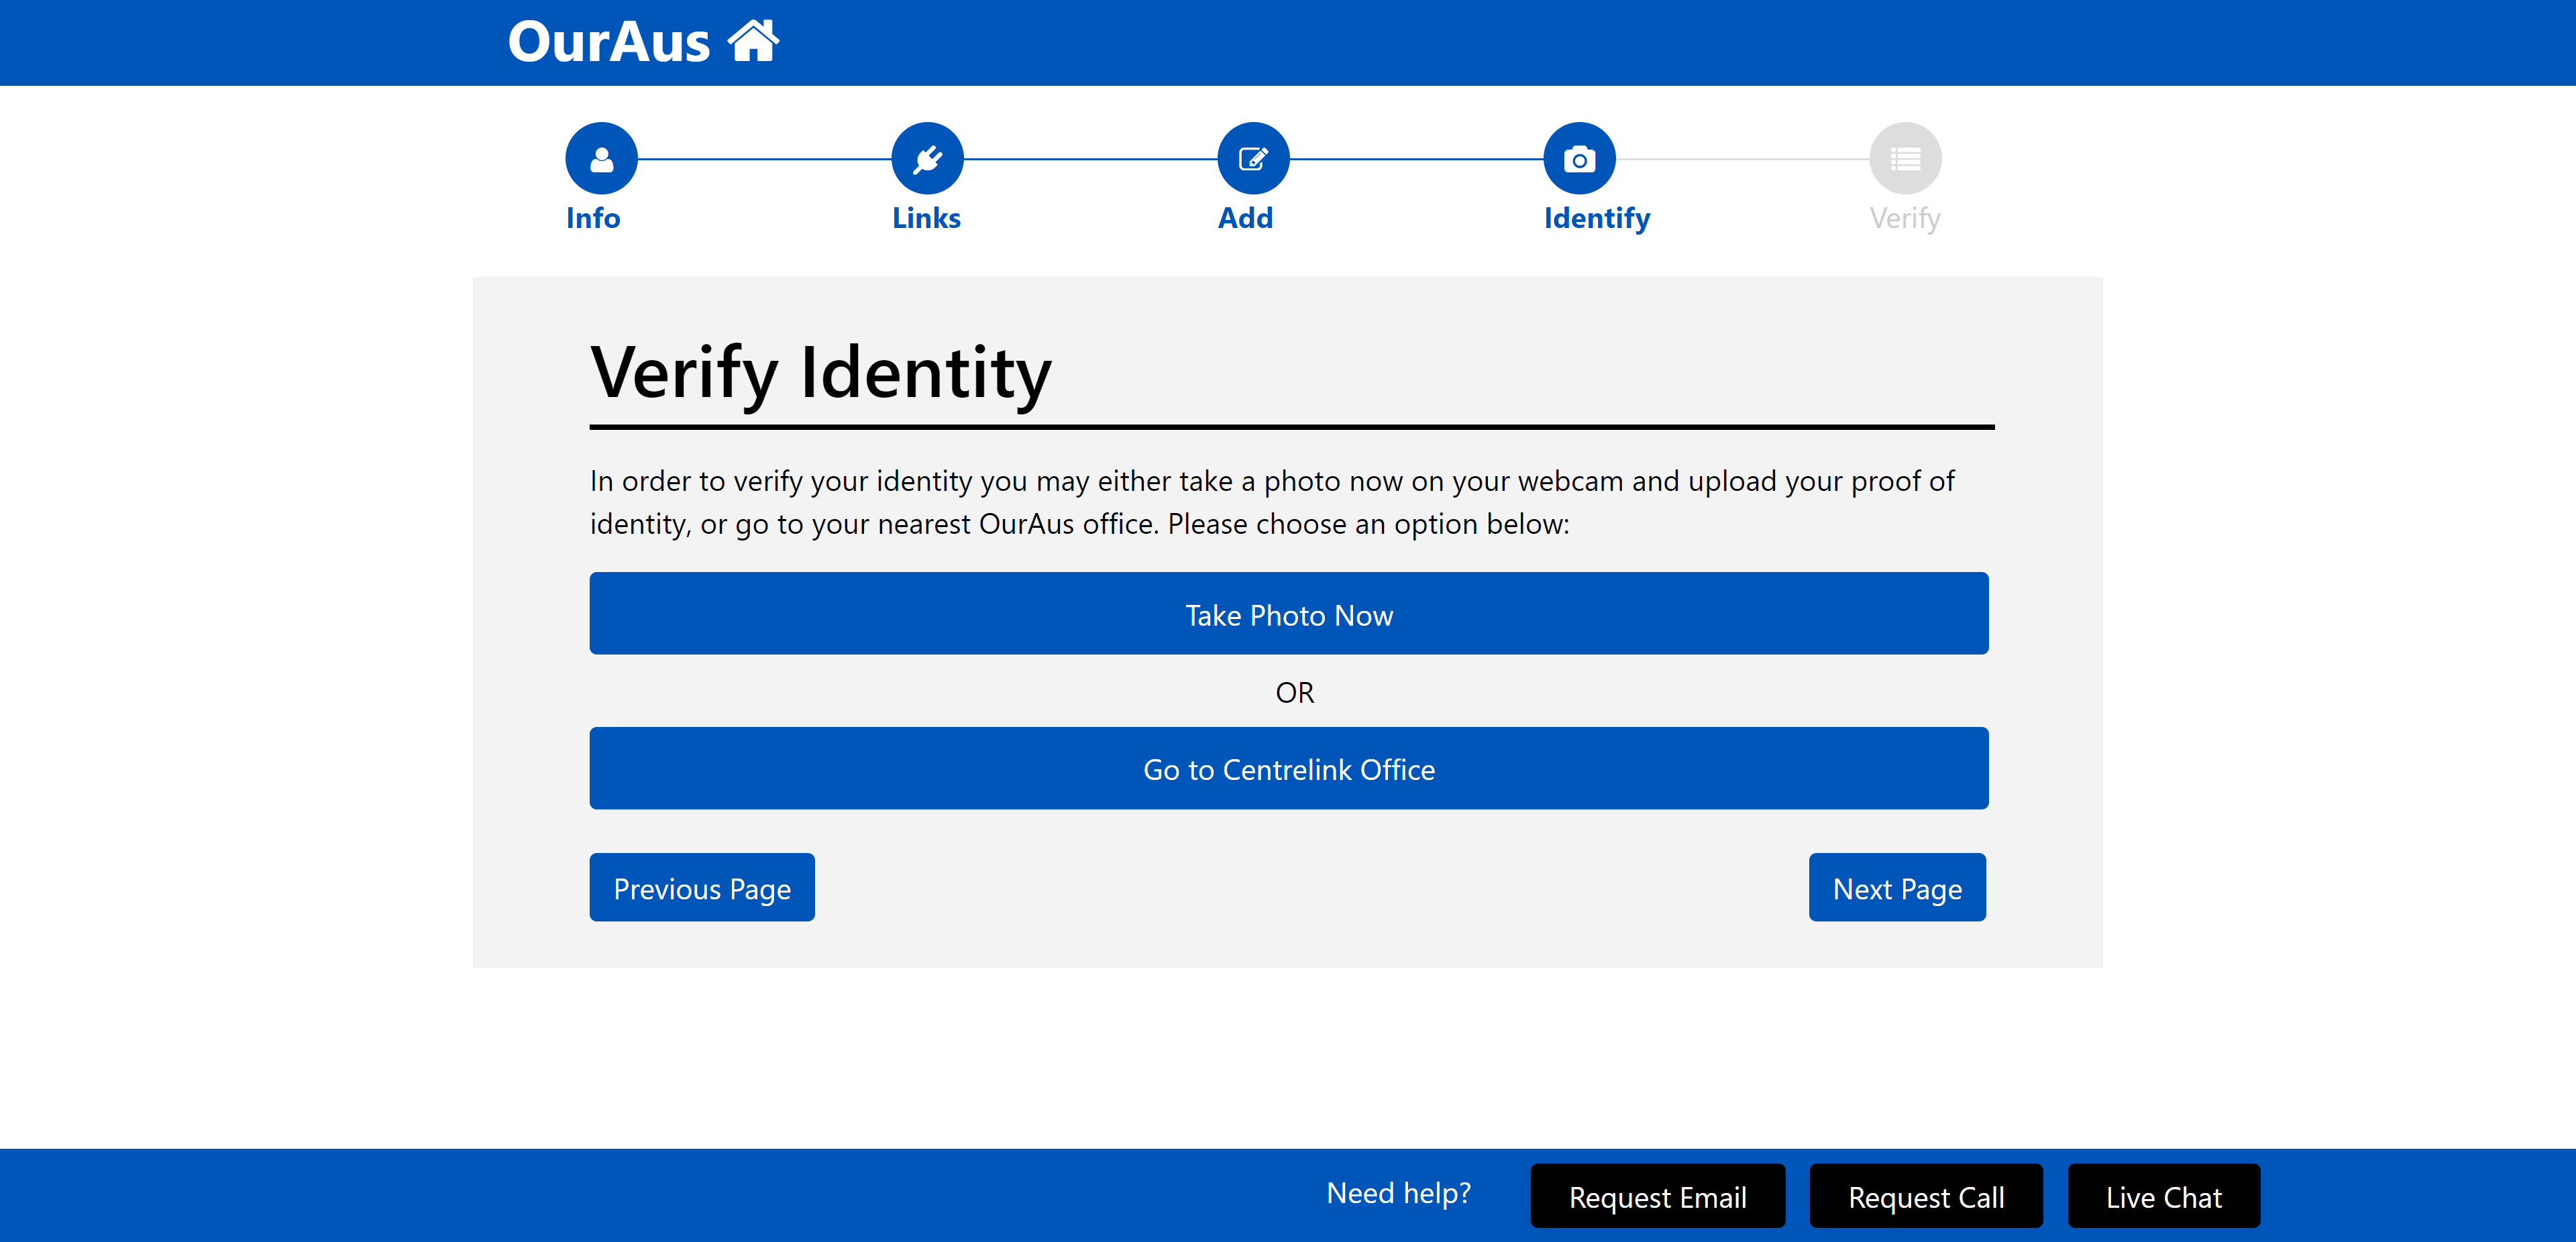 OurAus
Info
Links
Add
Identify
Verify
Verify Identity
In order to verify your identity you may either take a photo now on your webcam and upload your proof of
identity, or go to your nearest OurAus office. Please choose an option below:
Take Photo Now
OR
Go to Centrelink Office
Previous Page
Next Page
Need help?
Request Email
Request Call
Live Chat